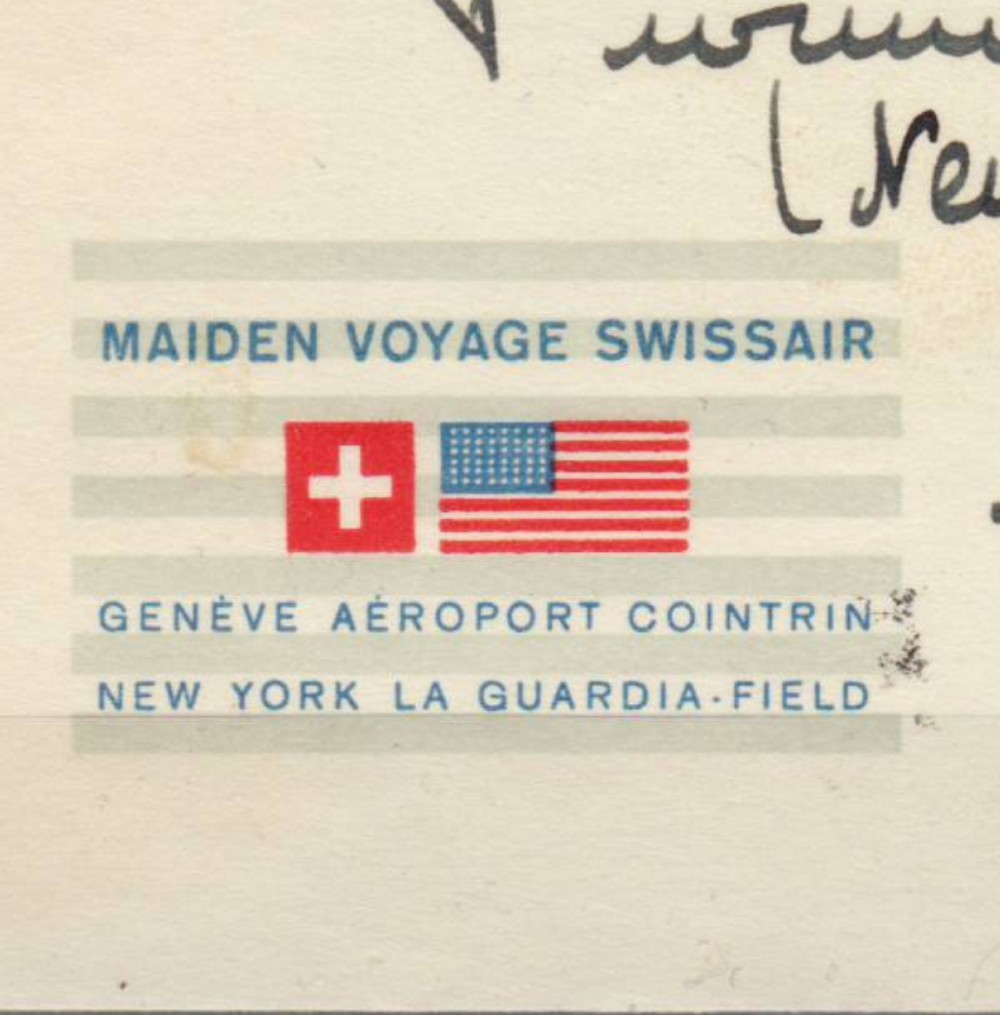 MAIDEN VOYAGE SWISSAIR
GENÈVE AÉROPORT COINTRIN
NEW YORK LA GUARDIA-FIELD